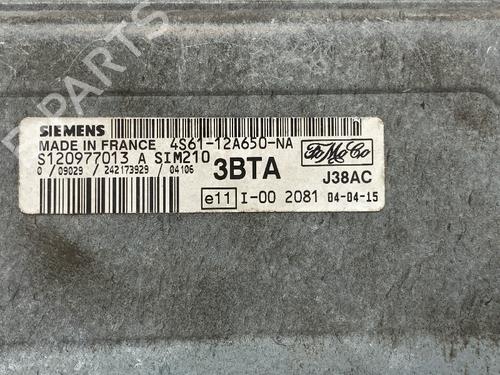 SIEMENS
MADE IN FRANCE 4S61-12A650-NA
S120977013 A SIM210
0 / 09029 / 242173929 / 04106
3BTA
FoMoCo
J38AC
e11 I-00 2081 04-04-15